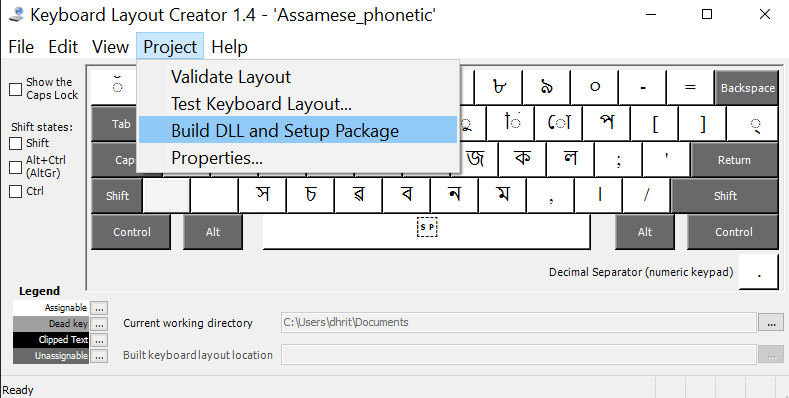 Keyboard Layout Creator 1.4 - 'Assamese_phonetic'
File Edit View Project Help
Show the Caps Lock
Validate Layout
Test Keyboard Layout...
Build DLL and Setup Package
Properties...
৮ ৯ ০ - = Backspace
Tab ো প [ ]
Shift states:
Shift
Alt+Ctrl (AltGr)
Ctrl
Caps জ ক ল ; ' Return
Shift স চ ৱ ব ন ম , । / Shift
Control Alt SP Alt Control
Decimal Separator (numeric keypad) .
Legend
Assignable ...
Dead key ...
Clipped Text ...
Unassignable ...
Current working directory C:\Users\dhrit\Documents ...
Built keyboard layout location ...
Ready